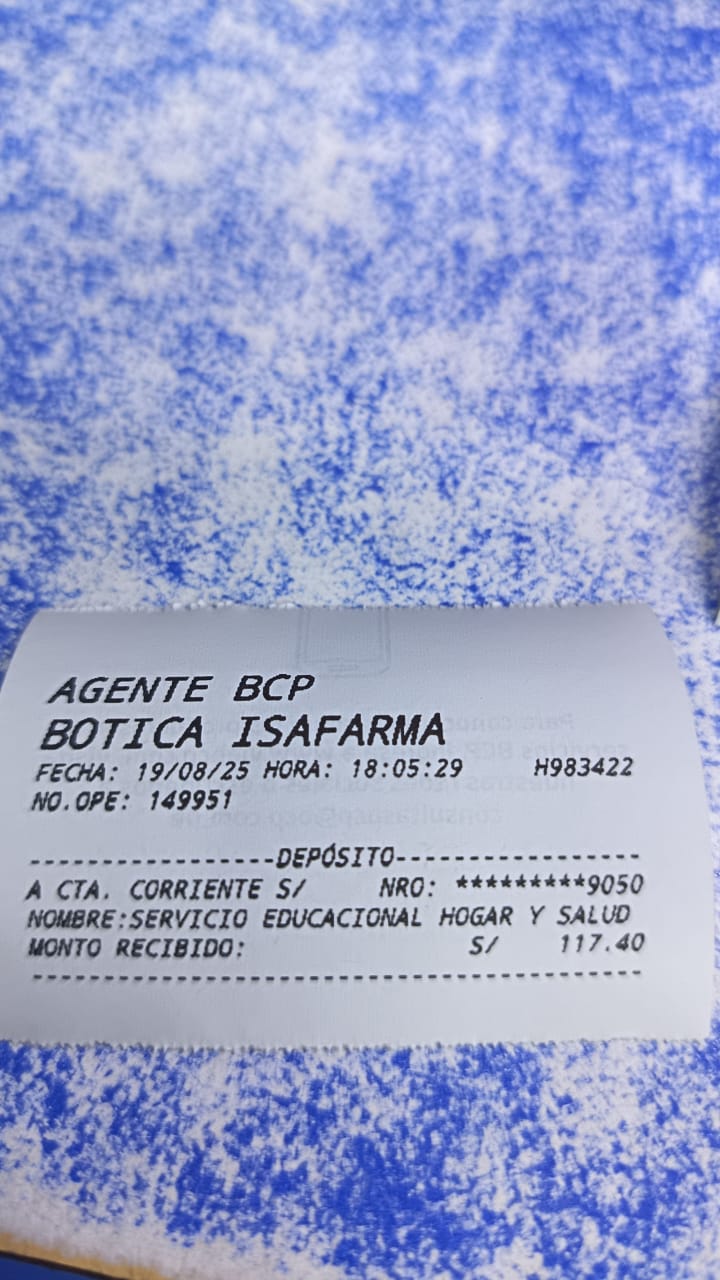 AGENTE BCP
BOTICA ISAFARMA
FECHA: 19/08/25 HORA: 18:05:29 H983422
NO.OPE: 149951
------------------DEPÓSITO------------------
A CTA. CORRIENTE S/ NRO: *********9050
NOMBRE:SERVICIO EDUCACIONAL HOGAR Y SALUD
MONTO RECIBIDO: S/ 117.40
--------------------------------------------